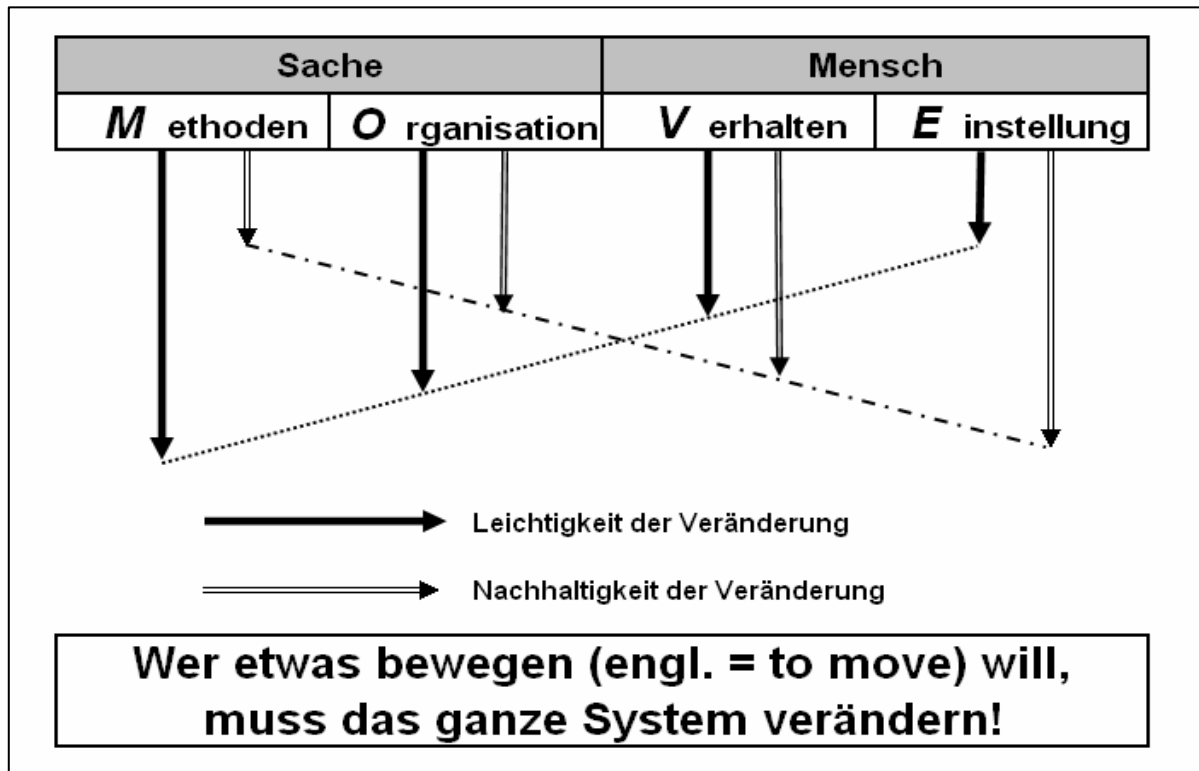 Sache Mensch
M ethoden O rganisation V erhalten E instellung
Leichtigkeit der Veränderung
Nachhaltigkeit der Veränderung
Wer etwas bewegen (engl. = to move) will,
muss das ganze System verändern!